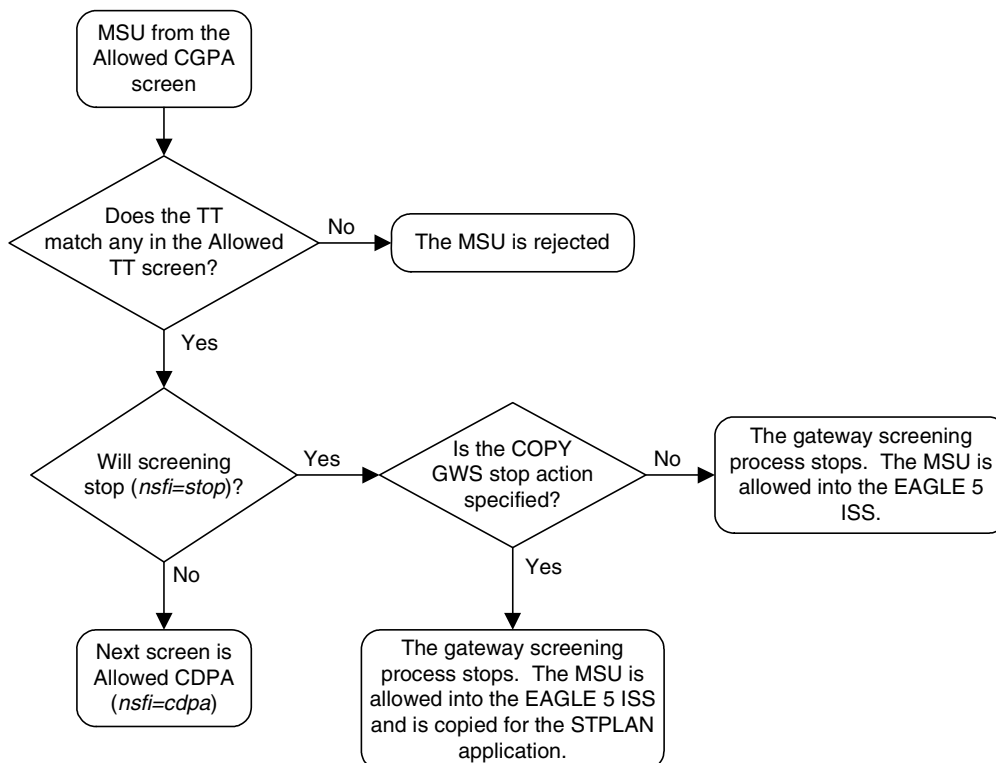 MSU from the
Allowed CGPA
screen
Does the TT
match any in the Allowed
TT screen?
No
The MSU is rejected
Yes
Will screening
stop (nsfi=stop)?
Yes
Is the COPY
GWS stop action
specified?
No
The gateway screening
process stops.  The MSU is
allowed into the EAGLE 5
ISS.
No
Yes
Next screen is
Allowed CDPA
(nsfi=cdpa)
The gateway screening
process stops.  The MSU is
allowed into the EAGLE 5 ISS
and is copied for the STPLAN
application.